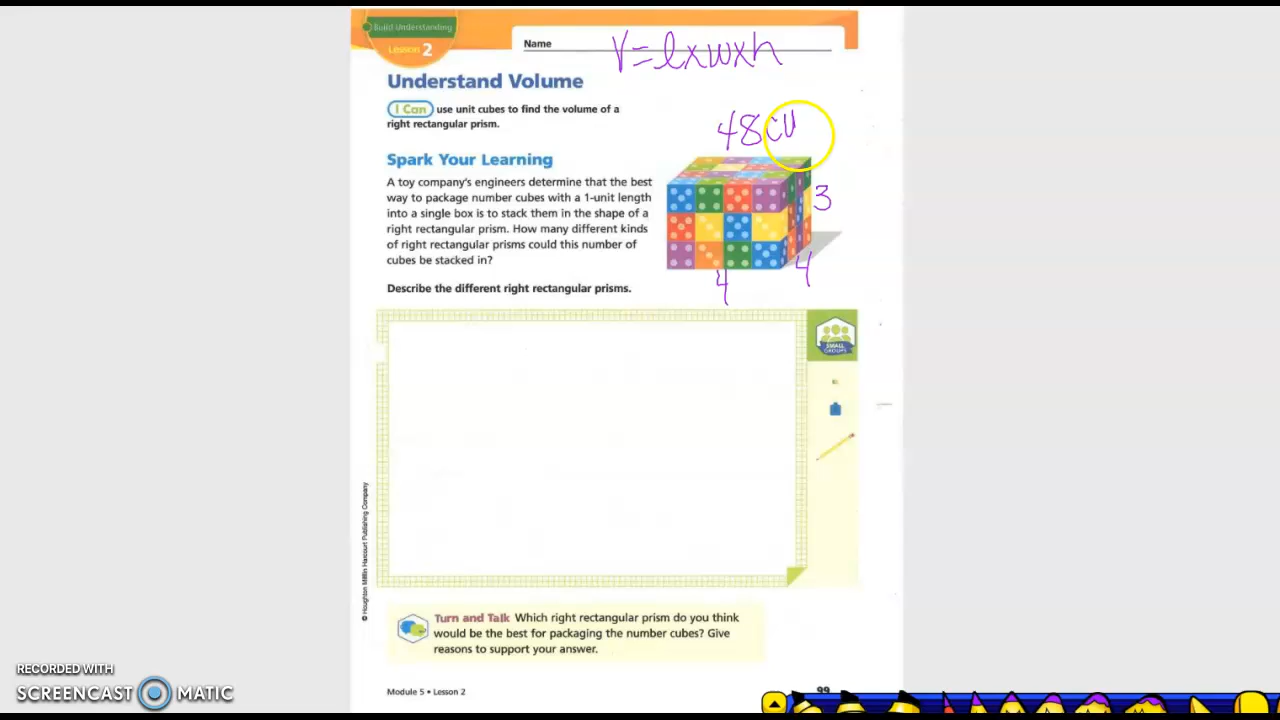 Build Understanding
Lesson 2
Name
V=lxwxh
Understand Volume
I Can use unit cubes to find the volume of a
right rectangular prism.
48 cu
Spark Your Learning
A toy company's engineers determine that the best
way to package number cubes with a 1-unit length
into a single box is to stack them in the shape of a
right rectangular prism. How many different kinds
of right rectangular prisms could this number of
cubes be stacked in?
3
4
4
Describe the different right rectangular prisms.
SMALL
GROUPS
© Houghton Mifflin Harcourt Publishing Company
Turn and Talk Which right rectangular prism do you think
would be the best for packaging the number cubes? Give
reasons to support your answer.
Module 5 • Lesson 2
99
RECORDED WITH
SCREENCAST MATIC